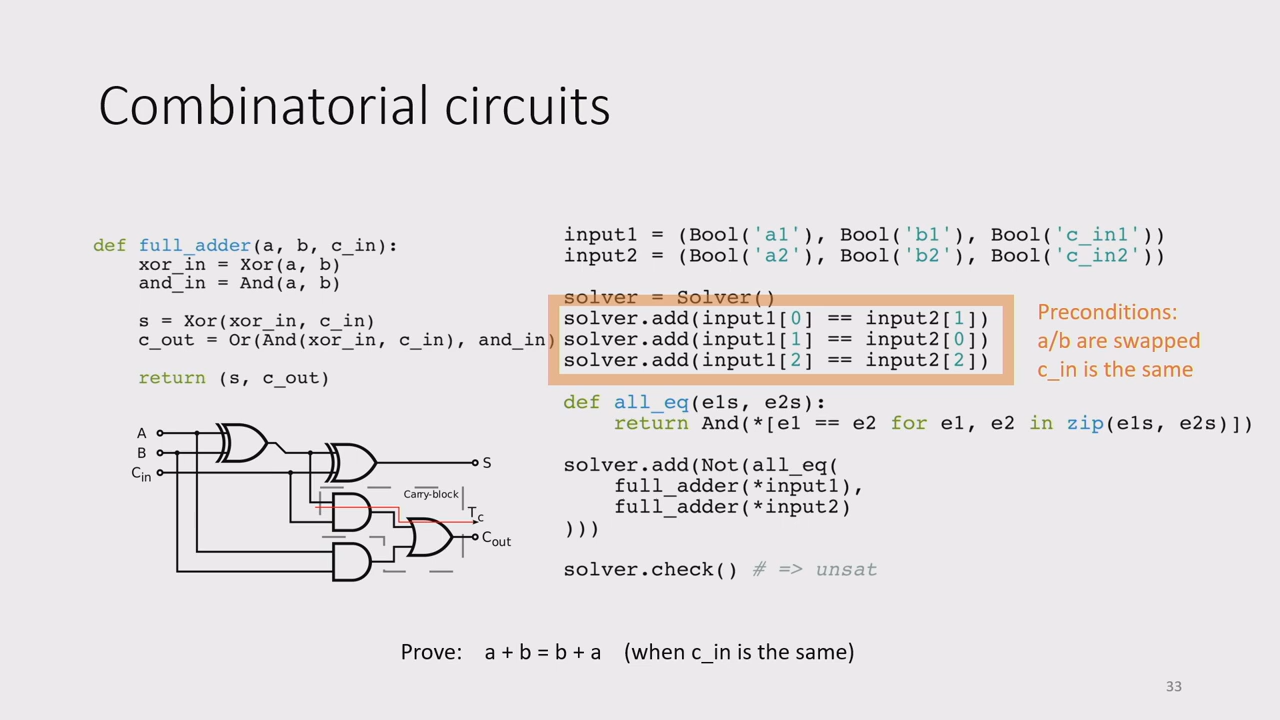 Combinatorial circuits
def full_adder(a, b, c_in):
    xor_in = Xor(a, b)
    and_in = And(a, b)
    s = Xor(xor_in, c_in)
    c_out = Or(And(xor_in, c_in), and_in)
    return (s, c_out)
A
B
Cin
S
Carry-block
Tc
Cout
input1 = (Bool('a1'), Bool('b1'), Bool('c_in1'))
input2 = (Bool('a2'), Bool('b2'), Bool('c_in2'))
solver = Solver()
solver.add(input1[0] == input2[1])
solver.add(input1[1] == input2[0])
solver.add(input1[2] == input2[2])
Preconditions:
a/b are swapped
c_in is the same
def all_eq(e1s, e2s):
    return And(*[e1 == e2 for e1, e2 in zip(e1s, e2s)])
solver.add(Not(all_eq(
    full_adder(*input1),
    full_adder(*input2)
)))
solver.check() # => unsat
Prove: a + b = b + a (when c_in is the same)
33